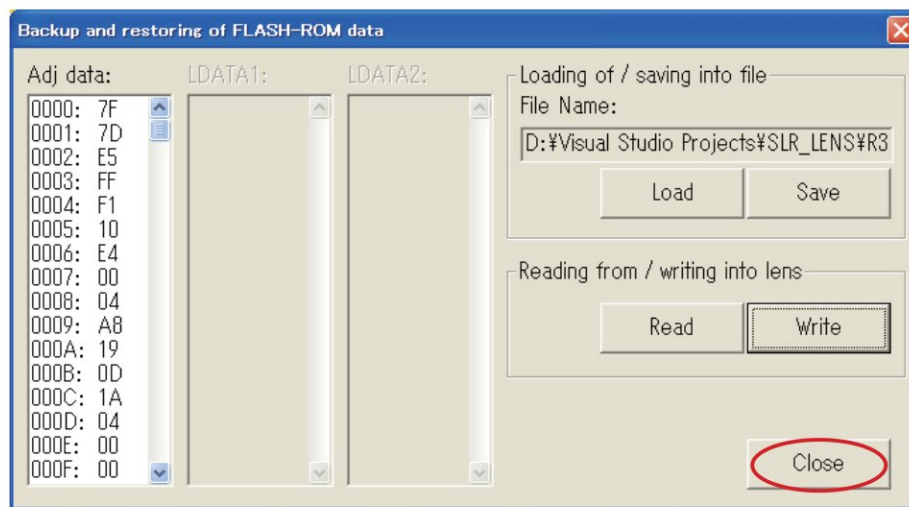 Backup and restoring of FLASH-ROM data
Adj data:
0000: 7F
0001: 7D
0002: E5
0003: FF
0004: F1
0005: 10
0006: E4
0007: 00
0008: 04
0009: A8
000A: 19
000B: 0D
000C: 1A
000D: 04
000E: 00
000F: 00
LDATA1:
LDATA2:
Loading of / saving into file
File Name:
D:¥Visual Studio Projects¥SLR_LENS¥R3
Load
Save
Reading from / writing into lens
Read
Write
Close